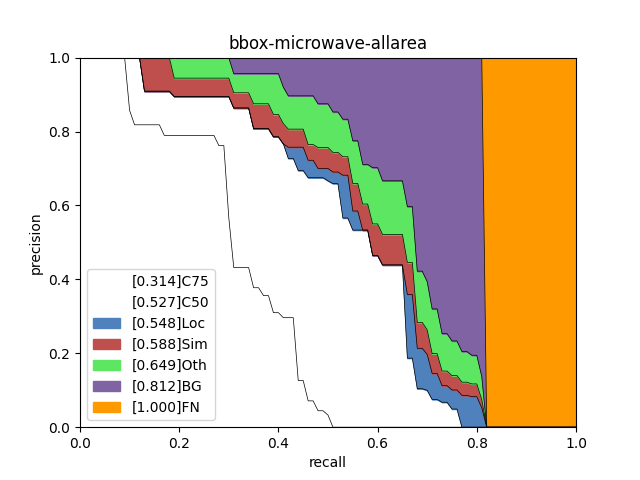 bbox-microwave-allarea
precision
1.0
0.8
0.6
0.4
0.2
0.0
[0.314]C75
[0.527]C50
[0.548]Loc
[0.588]Sim
[0.649]Oth
[0.812]BG
[1.000]FN
0.0 0.2 0.4 0.6 0.8 1.0
recall